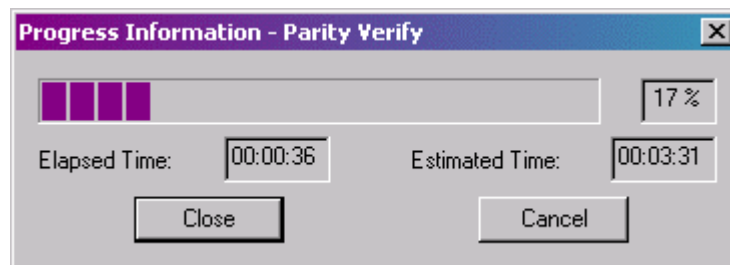 Progress Information - Parity Verify
17 %
Elapsed Time: 00:00:36 Estimated Time: 00:03:31
Close Cancel